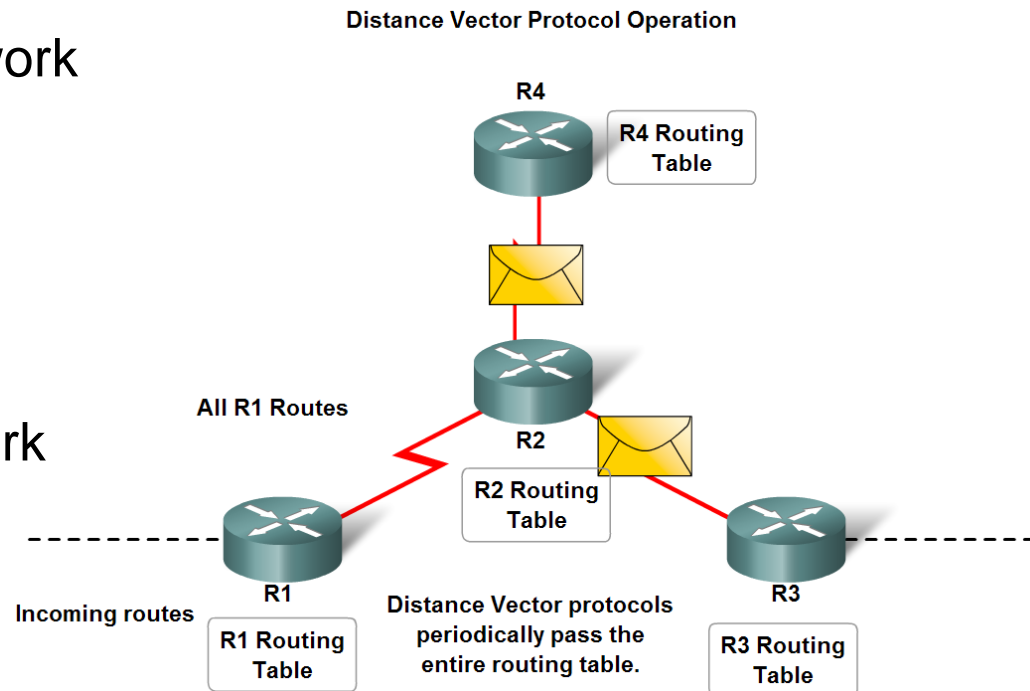 Distance Vector Protocol Operation
work
R4
R4 Routing
Table
All R1 Routes
rk
R2
R2 Routing
Table
R1
R3
Incoming routes
R1 Routing
Table
Distance Vector protocols
periodically pass the
entire routing table.
R3 Routing
Table